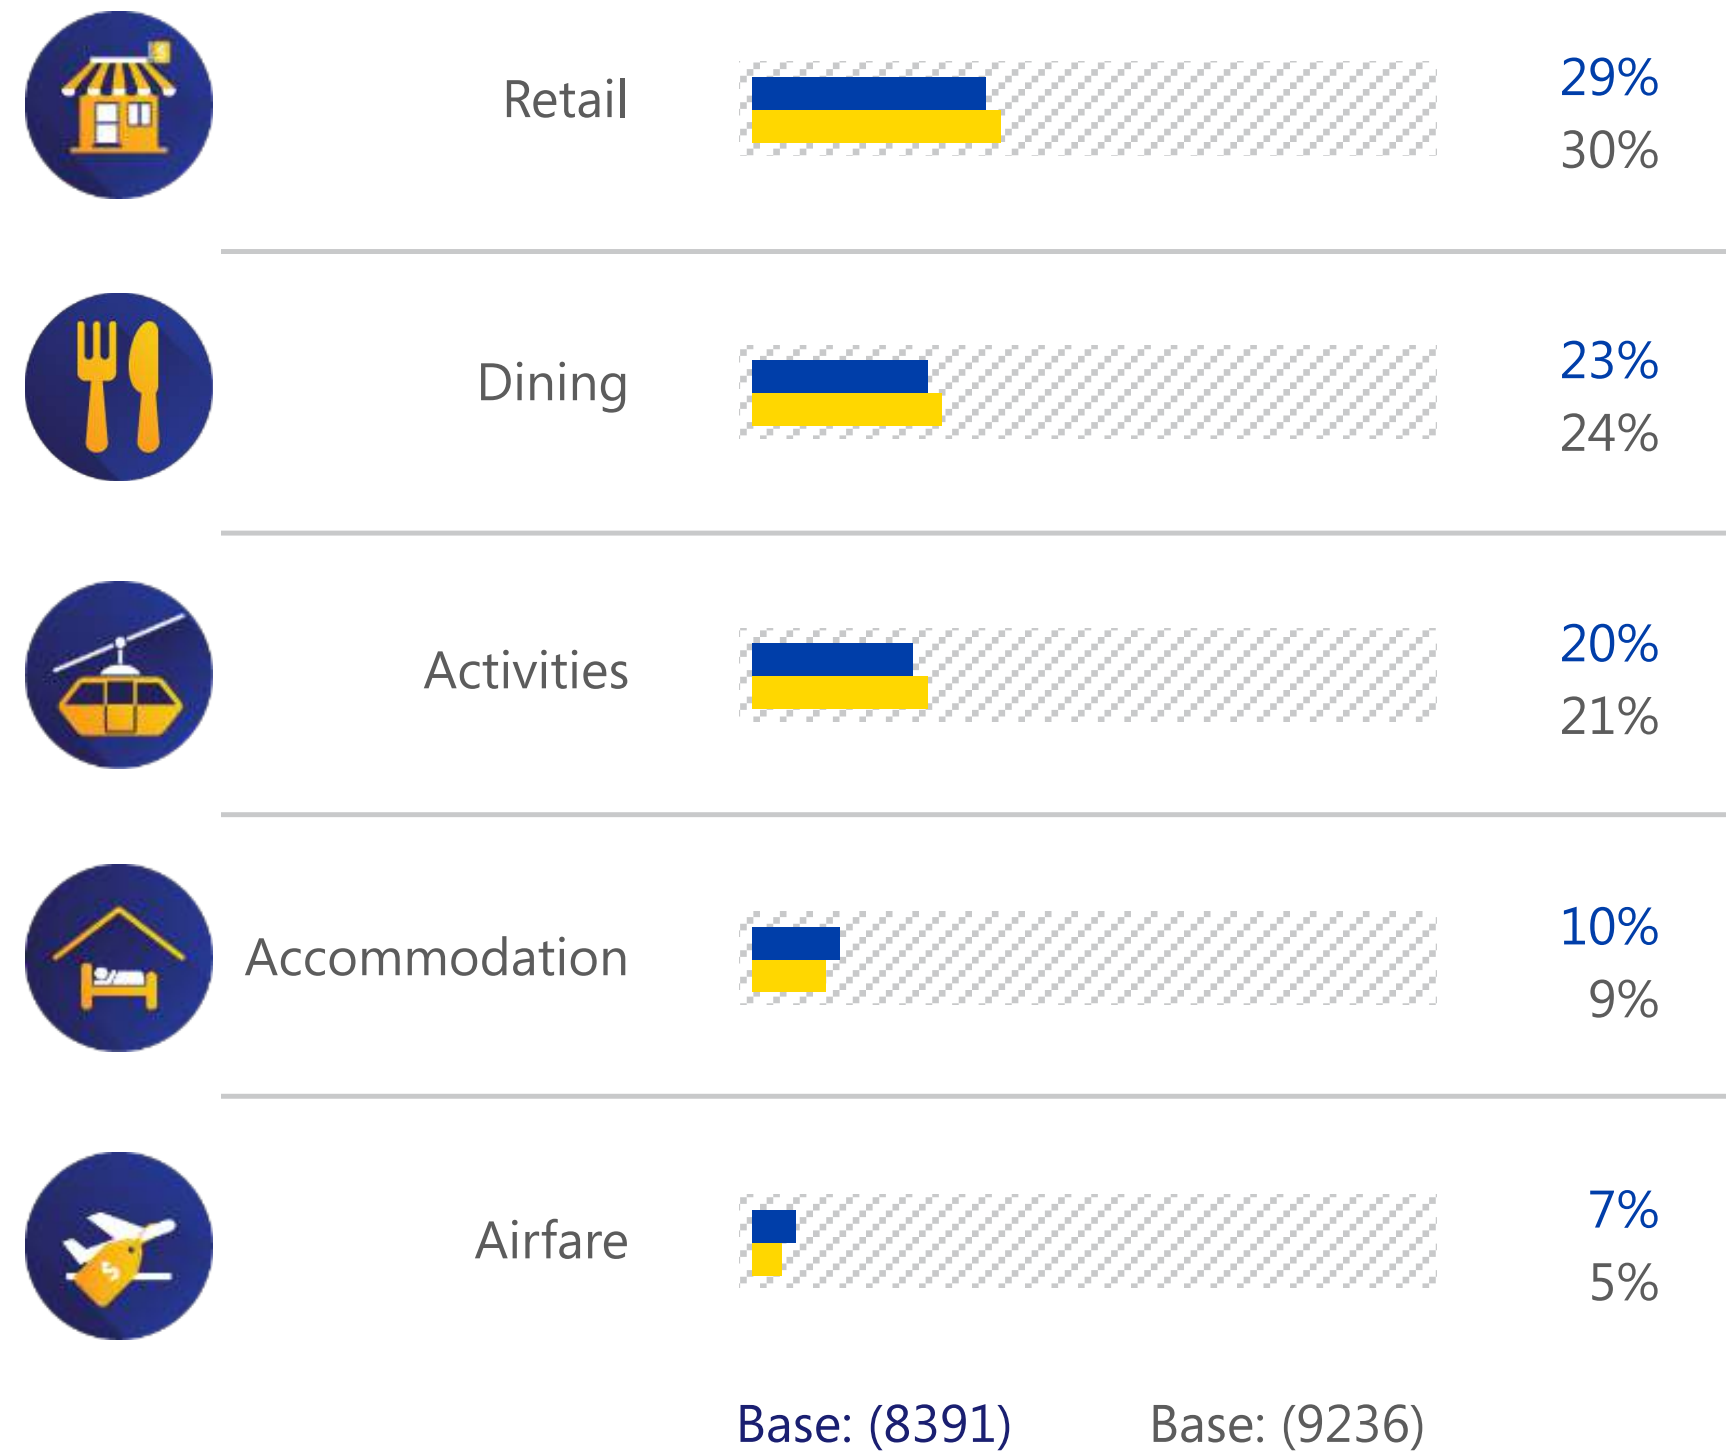 Retail
29%
30%
Dining
23%
24%
Activities
20%
21%
Accommodation
10%
9%
Airfare
7%
5%
Base: (8391) Base: (9236)